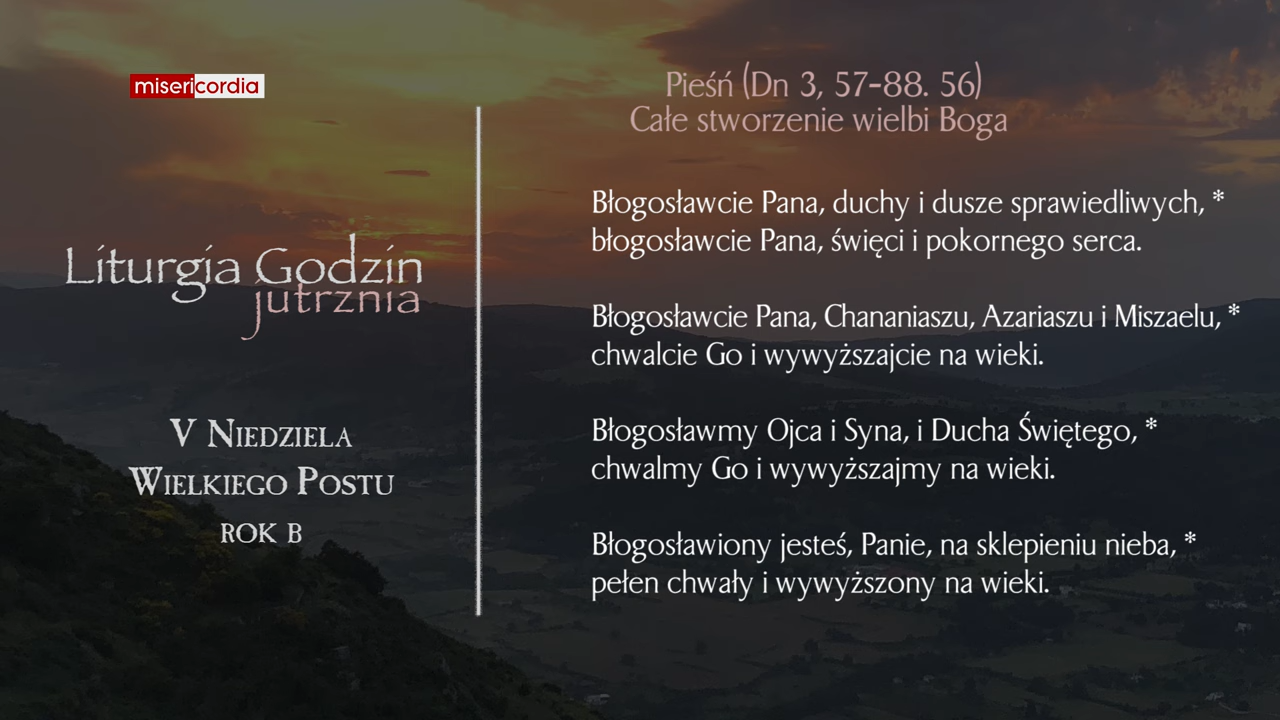 misericordia
Liturgia Godzin
jutrznia
V Niedziela
Wielkiego Postu
rok B
Pieśń (Dn 3, 57-88. 56)
Całe stworzenie wielbi Boga
Błogosławcie Pana, duchy i dusze sprawiedliwych, *
błogosławcie Pana, święci i pokornego serca.
Błogosławcie Pana, Chananiaszu, Azariaszu i Miszaelu, *
chwalcie Go i wywyższajcie na wieki.
Błogosławmy Ojca i Syna, i Ducha Świętego, *
chwalmy Go i wywyższajmy na wieki.
Błogosławiony jesteś, Panie, na sklepieniu nieba, *
pełen chwały i wywyższony na wieki.